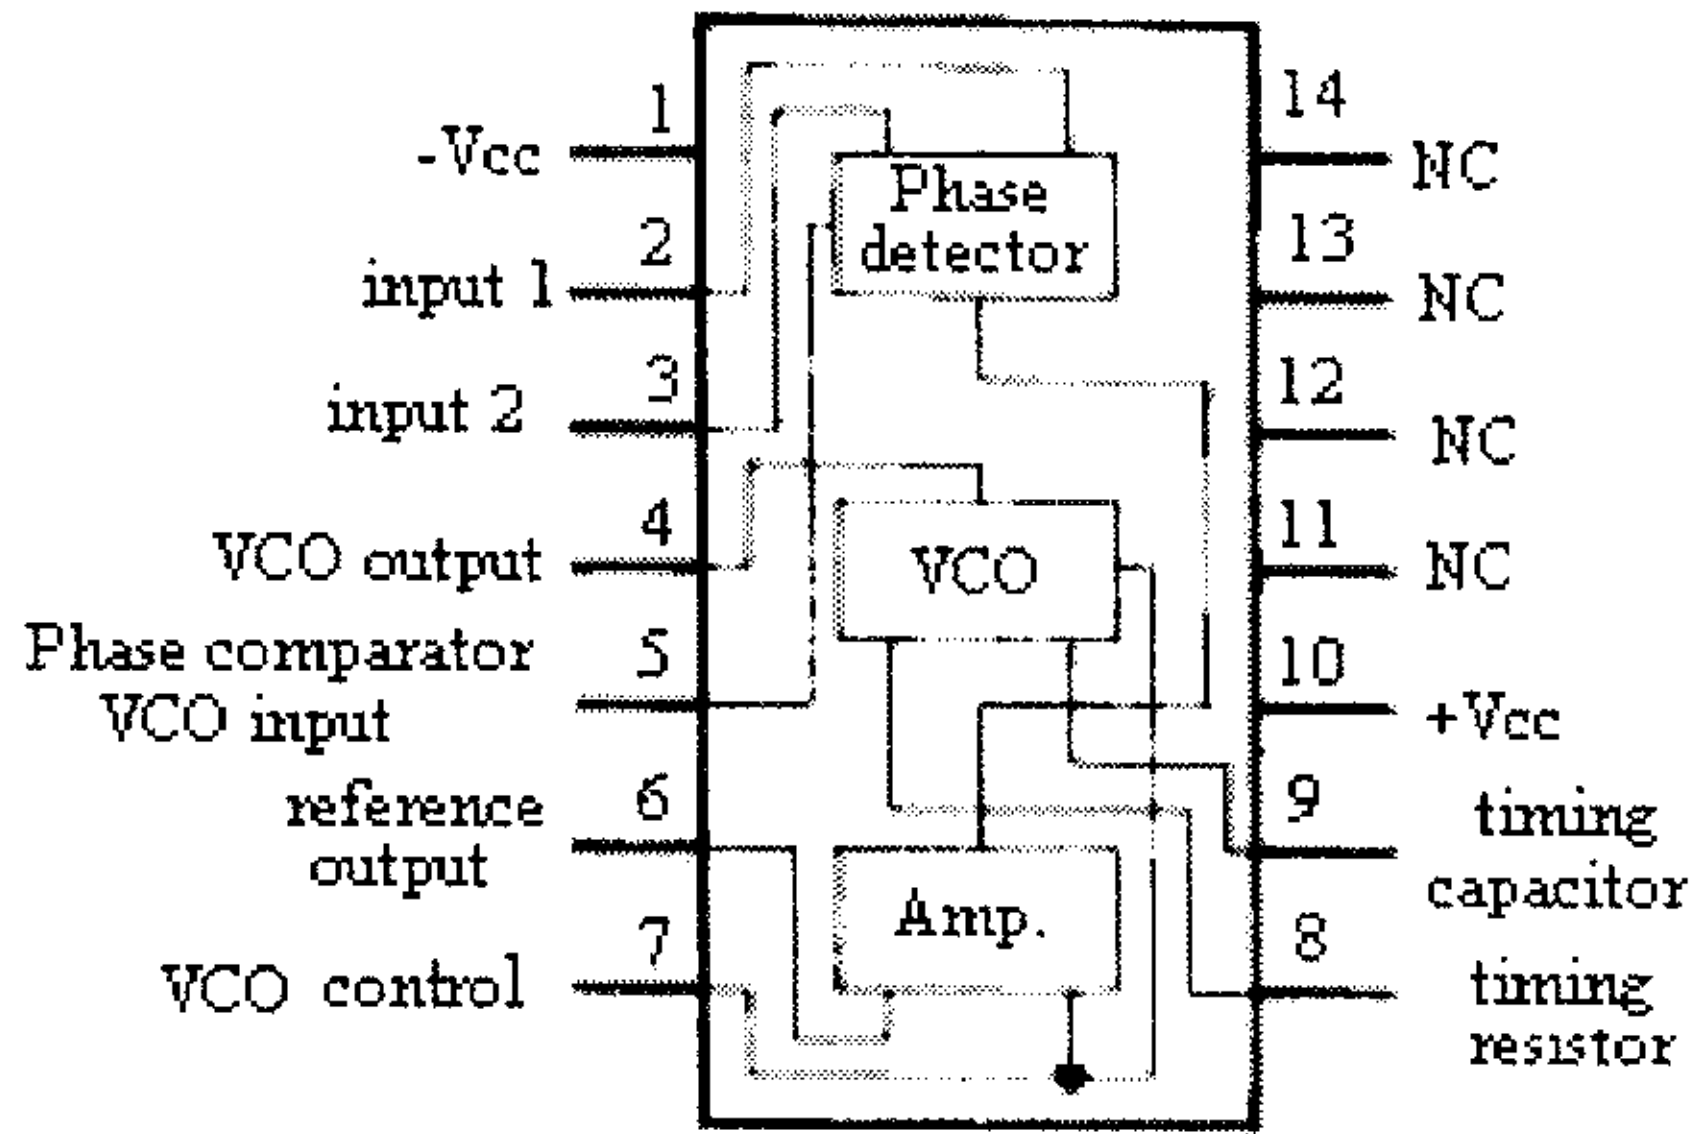 1
-Vcc
2
input 1
3
input 2
4
VCO output
5
Phase comparator
VCO input
6
reference
output
7
VCO control
Phase
detector
VCO
Amp.
14
NC
13
NC
12
NC
11
NC
10
+Vcc
9
timing
capacitor
8
timing
resistor